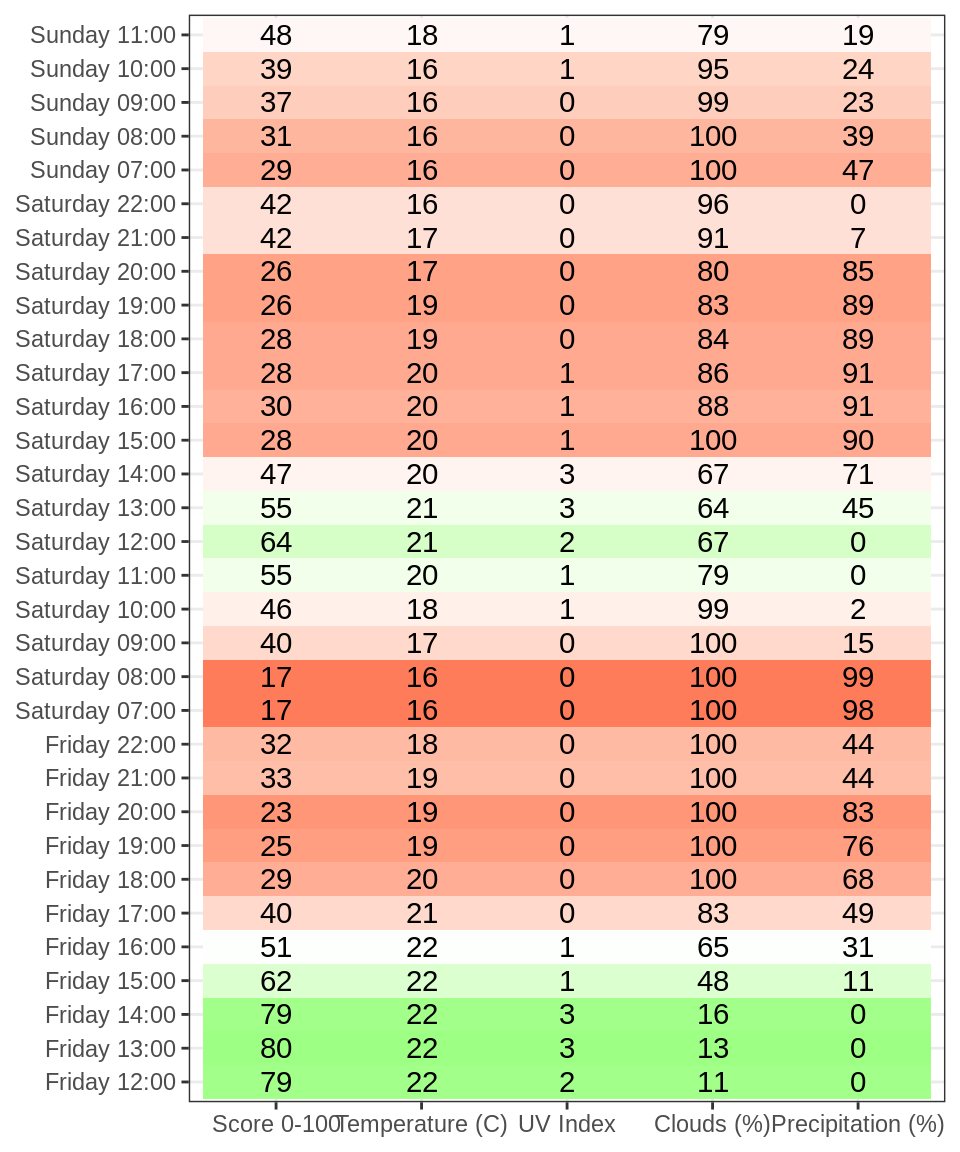 Sunday 11:00 48 18 1 79 19
Sunday 10:00 39 16 1 95 24
Sunday 09:00 37 16 0 99 23
Sunday 08:00 31 16 0 100 39
Sunday 07:00 29 16 0 100 47
Saturday 22:00 42 16 0 96 0
Saturday 21:00 42 17 0 91 7
Saturday 20:00 26 17 0 80 85
Saturday 19:00 26 19 0 83 89
Saturday 18:00 28 19 0 84 89
Saturday 17:00 28 20 1 86 91
Saturday 16:00 30 20 1 88 91
Saturday 15:00 28 20 1 100 90
Saturday 14:00 47 20 3 67 71
Saturday 13:00 55 21 3 64 45
Saturday 12:00 64 21 2 67 0
Saturday 11:00 55 20 1 79 0
Saturday 10:00 46 18 1 99 2
Saturday 09:00 40 17 0 100 15
Saturday 08:00 17 16 0 100 99
Saturday 07:00 17 16 0 100 98
Friday 22:00 32 18 0 100 44
Friday 21:00 33 19 0 100 44
Friday 20:00 23 19 0 100 83
Friday 19:00 25 19 0 100 76
Friday 18:00 29 20 0 100 68
Friday 17:00 40 21 0 83 49
Friday 16:00 51 22 1 65 31
Friday 15:00 62 22 1 48 11
Friday 14:00 79 22 3 16 0
Friday 13:00 80 22 3 13 0
Friday 12:00 79 22 2 11 0
Score 0-100 Temperature (C) UV Index Clouds (%) Precipitation (%)